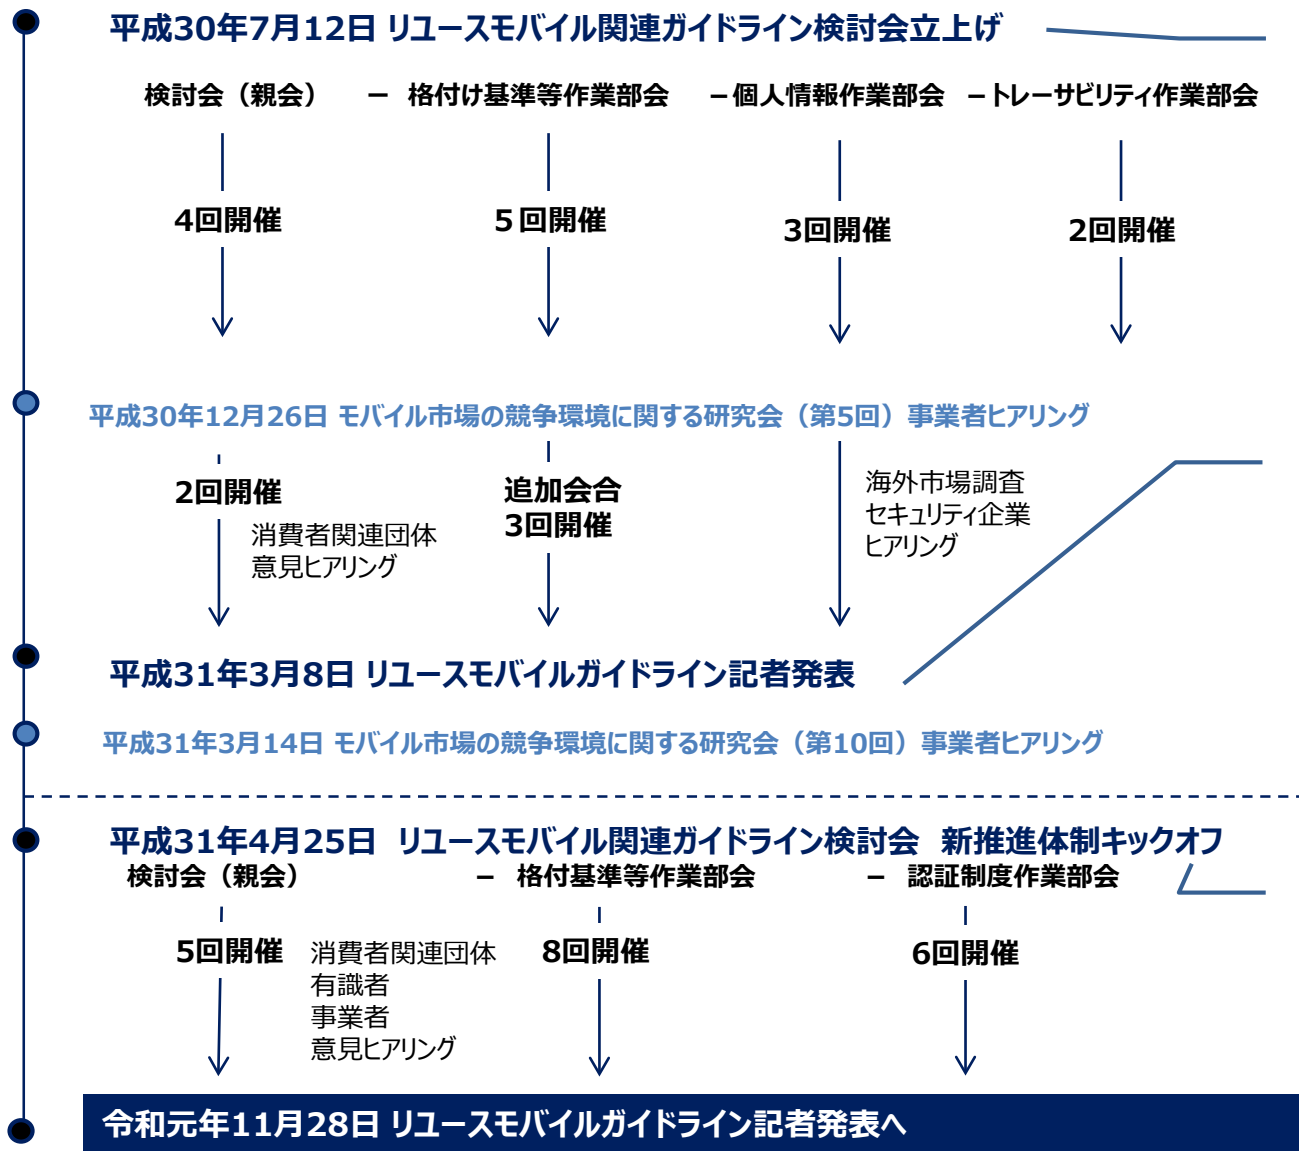 平成30年7月12日 リユースモバイル関連ガイドライン検討会立上げ
検討会（親会） － 格付け基準等作業部会 －個人情報作業部会 －トレーサビリティ作業部会
4回開催 ５回開催 3回開催 2回開催
平成30年12月26日 モバイル市場の競争環境に関する研究会（第5回）事業者ヒアリング
2回開催
消費者関連団体
意見ヒアリング
追加会合
3回開催
海外市場調査
セキュリティ企業
ヒアリング
平成31年3月8日 リユースモバイルガイドライン記者発表
平成31年3月14日 モバイル市場の競争環境に関する研究会（第10回）事業者ヒアリング
平成31年4月25日 リユースモバイル関連ガイドライン検討会 新推進体制キックオフ
検討会（親会） － 格付基準等作業部会 － 認証制度作業部会
5回開催
消費者関連団体
有識者
事業者
意見ヒアリング
8回開催
6回開催
令和元年11月28日 リユースモバイルガイドライン記者発表へ